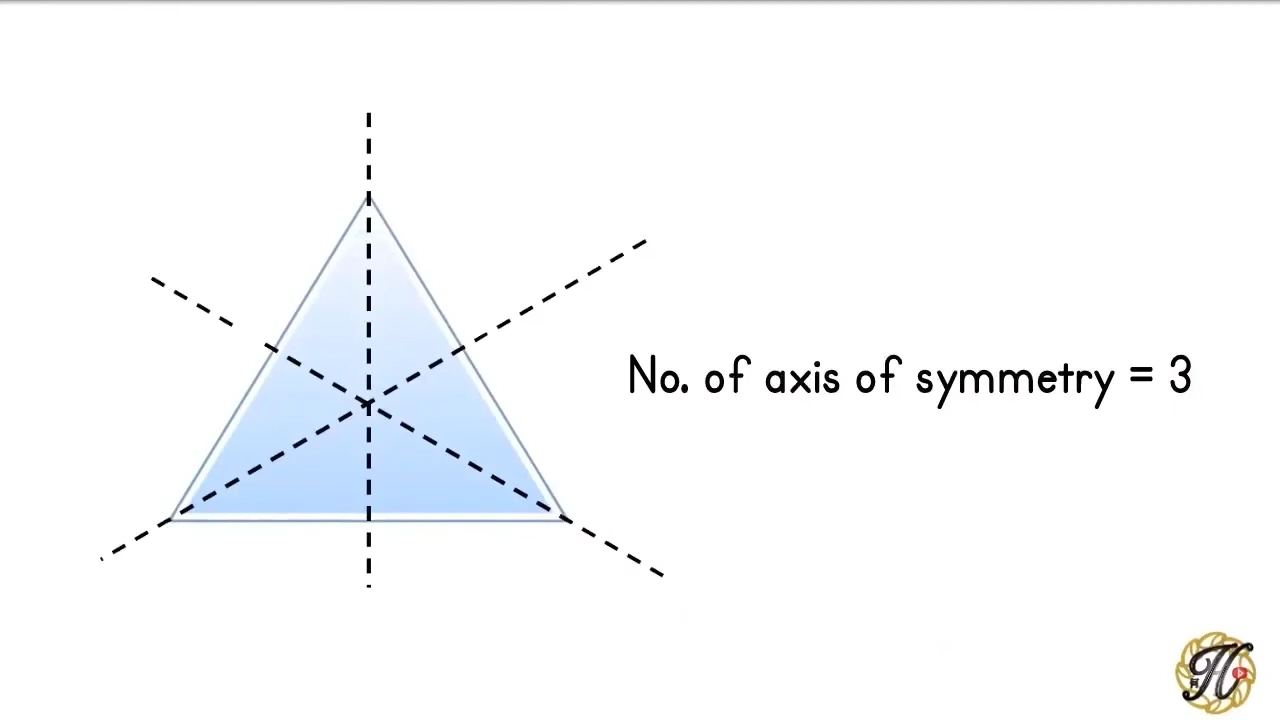 No. of axis of symmetry = 3